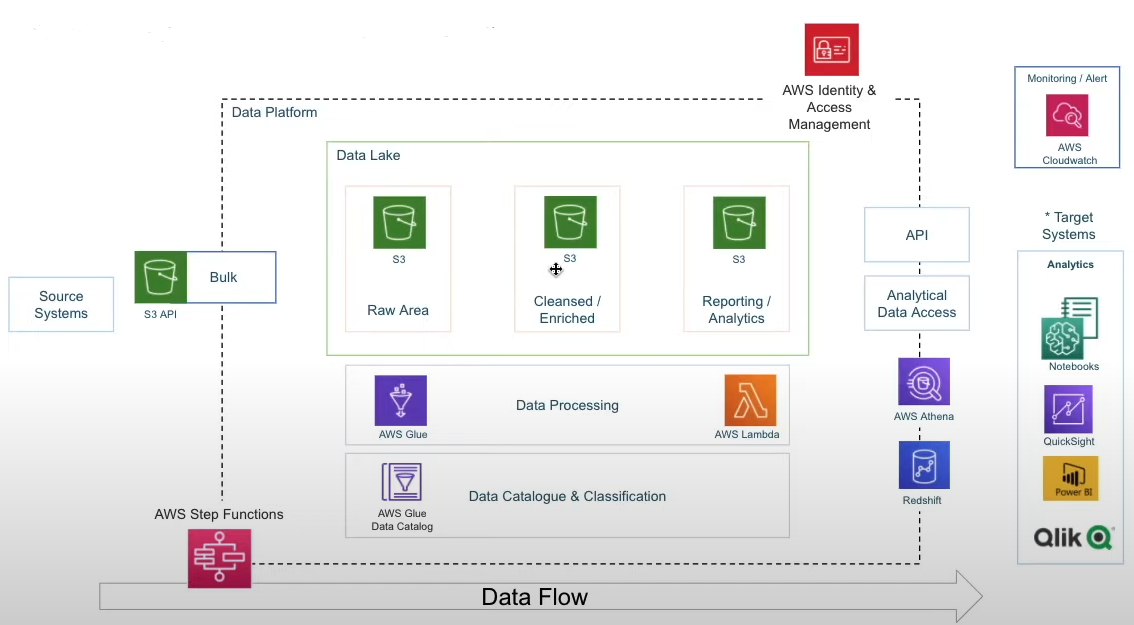 AWS Identity &
Access
Management
Monitoring / Alert
AWS
Cloudwatch
Data Platform
Data Lake
S3
Raw Area
S3
Cleansed /
Enriched
S3
Reporting /
Analytics
Source
Systems
Bulk
S3 API
API
Analytical
Data Access
* Target
Systems
Analytics
Notebooks
QuickSight
Power BI
Qlik
AWS Glue
Data Processing
AWS Lambda
AWS Athena
Redshift
AWS Glue
Data Catalog
Data Catalogue & Classification
AWS Step Functions
Data Flow